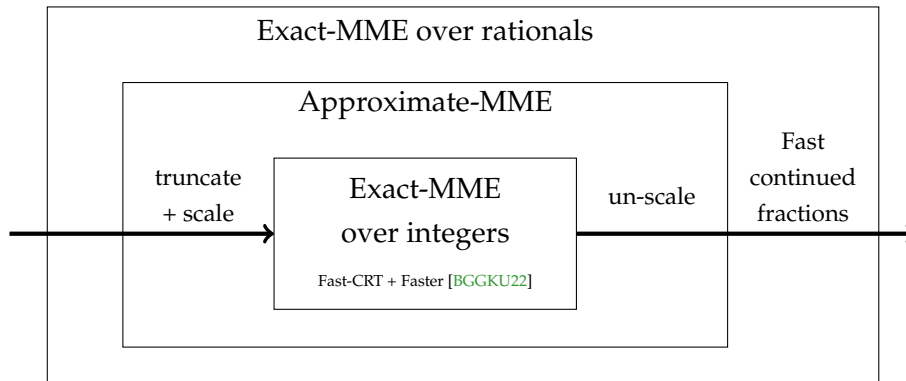 Exact-MME over rationals
Approximate-MME
truncate
+ scale
Exact-MME
over integers
Fast-CRT + Faster [BGGKU22]
un-scale
Fast
continued
fractions